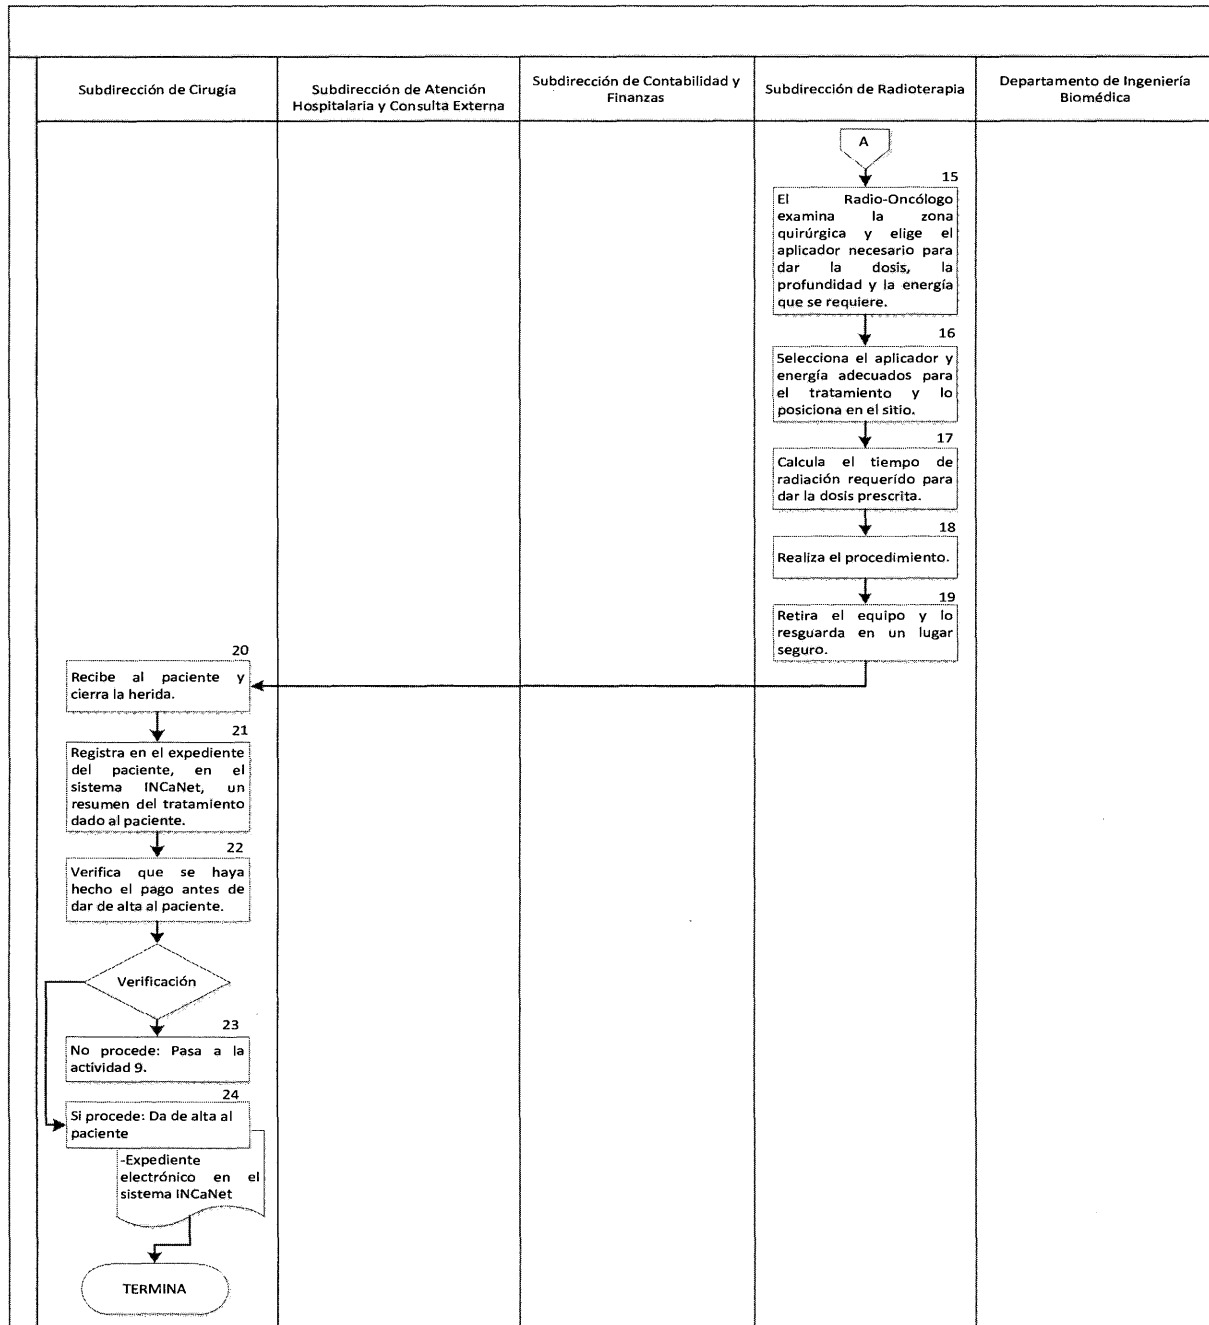 Subdirección de Cirugía
Subdirección de Atención
Hospitalaria y Consulta Externa
Subdirección de Contabilidad y
Finanzas
Subdirección de Radioterapia
Departamento de Ingeniería
Biomédica
A
15
El Radio-Oncólogo
examina la zona
quirúrgica y elige el
aplicador necesario para
dar la dosis, la
profundidad y la energía
que se requiere.
16
Selecciona el aplicador y
energía adecuados para
el tratamiento y lo
posiciona en el sitio.
17
Calcula el tiempo de
radiación requerido para
dar la dosis prescrita.
18
Realiza el procedimiento.
19
Retira el equipo y lo
resguarda en un lugar
seguro.
20
Recibe al paciente y
cierra la herida.
21
Registra en el expediente
del paciente, en el
sistema INCaNet, un
resumen del tratamiento
dado al paciente.
22
Verifica que se haya
hecho el pago antes de
dar de alta al paciente.
Verificación
23
No procede: Pasa a la
actividad 9.
24
Si procede: Da de alta al
paciente
-Expediente
electrónico en el
sistema INCaNet
TERMINA